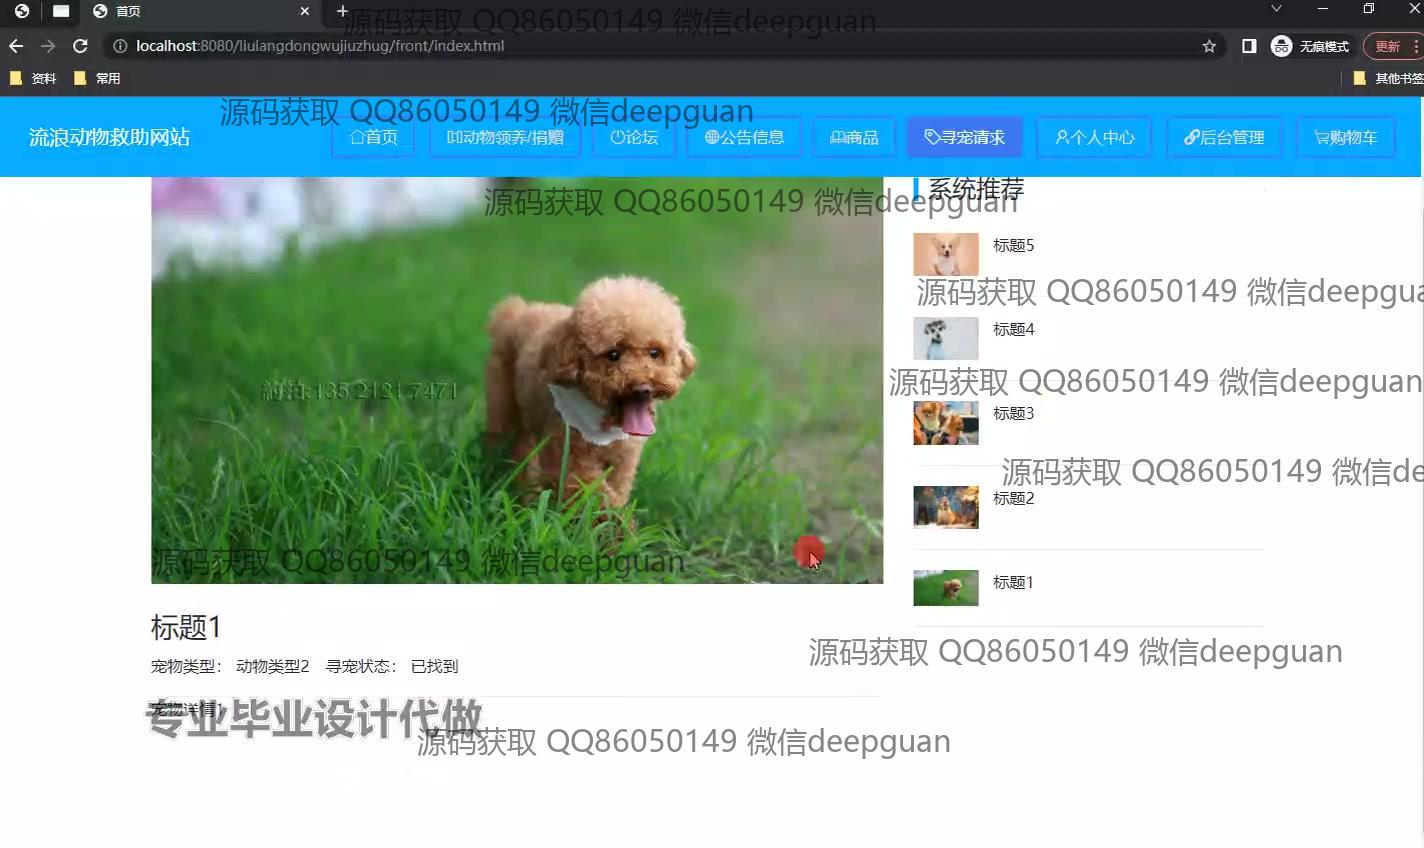 首页
源码获取 QQ86050149 微信deepguan
localhost:8080/liulangdongwujiuzhug/front/index.html
无痕模式
更新
资料
常用
其他书签
源码获取 QQ86050149 微信deepguan
流浪动物救助网站
首页
动物领养/捐赠
论坛
公告信息
商品
寻宠请求
个人中心
后台管理
购物车
系统推荐
源码获取 QQ86050149 微信deepguan
标题5
源码获取 QQ86050149 微信deepgua
标题4
源码获取 QQ86050149 微信deepguan
标题3
源码获取 QQ86050149 微信de
标题2
源码获取 QQ86050149 微信deepguan
标题1
标题1
源码获取 QQ86050149 微信deepguan
宠物类型： 动物类型2 寻宠状态： 已找到
宠物详情1
专业毕业设计代做
源码获取 QQ86050149 微信deepguan